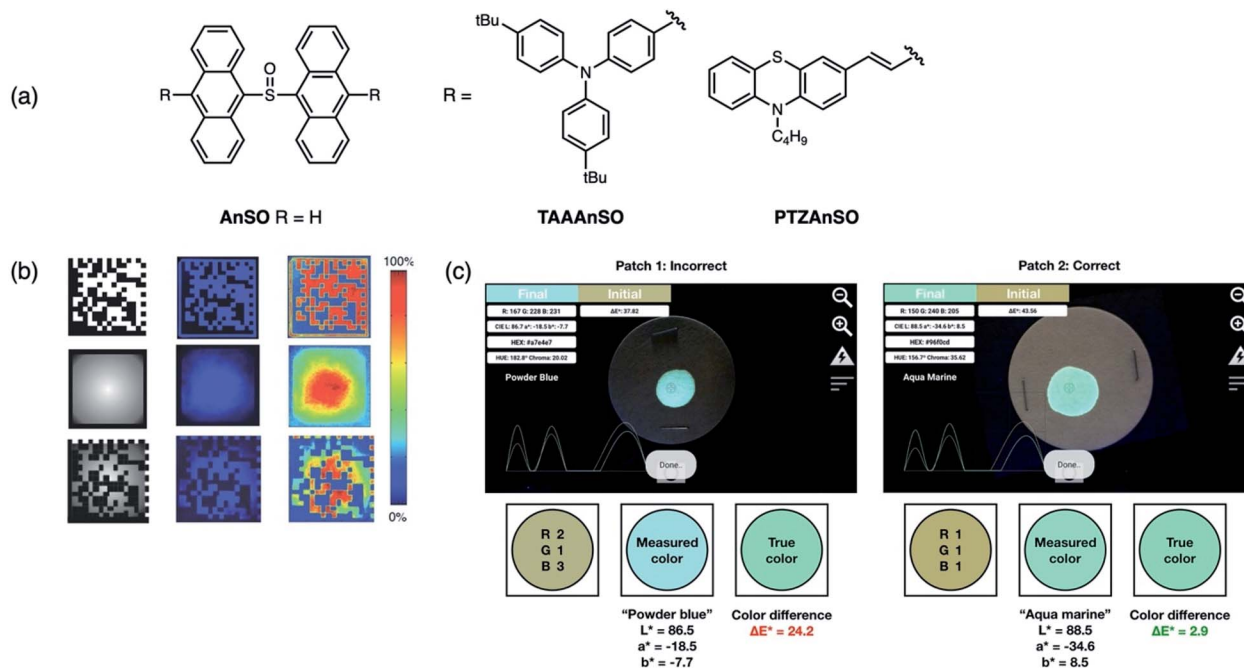 (a)
R
O
S
R
R =
tBu
N
tBu
S
N
C4H9
AnSO R = H
TAAAnSO
PTZAnSO
(b)
100%
0%
(c)
Patch 1: Incorrect
Final Initial
R: 167 G: 228 B: 231 ΔE*: 37.82
CIE L: 86.7 a*: -18.5 b*: -7.7
HEX: #a7e4e7
HUE: 182.8° Chroma: 20.02
Powder Blue
Done..
R 2
G 1
B 3
Measured
color
True
color
"Powder blue"
L* = 86.5
a* = -18.5
b* = -7.7
Color difference
ΔE* = 24.2
Patch 2: Correct
Final Initial
R: 150 G: 240 B: 205 ΔE*: 43.56
CIE L: 88.5 a*: -34.6 b*: 8.5
HEX: #96f0cd
HUE: 156.7° Chroma: 35.62
Aqua Marine
Done..
R 1
G 1
B 1
Measured
color
True
color
"Aqua marine"
L* = 88.5
a* = -34.6
b* = 8.5
Color difference
ΔE* = 2.9